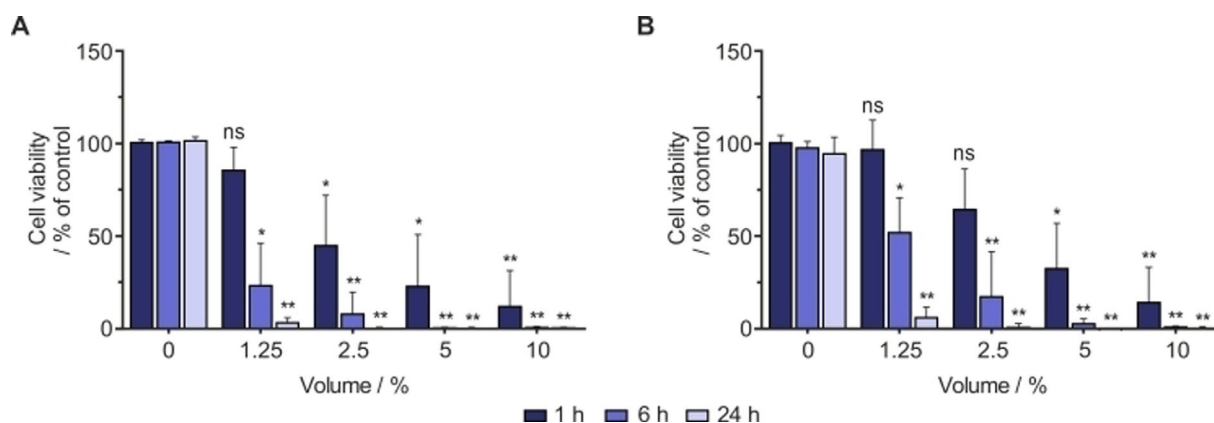 A
Cell viability
/ % of control
150
100
50
0
ns
*
**
*
**
**
*
**
**
**
**
**
0 1.25 2.5 5 10
Volume / %
B
Cell viability
/ % of control
150
100
50
0
ns
*
**
ns
**
**
*
**
**
**
**
**
0 1.25 2.5 5 10
Volume / %
1 h 6 h 24 h